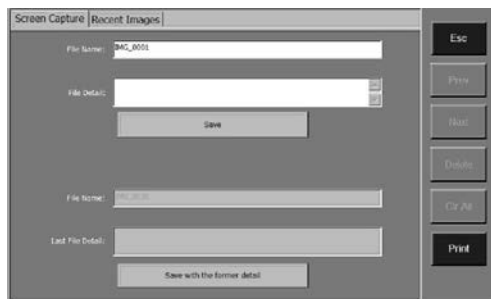 Screen Capture Recent Images
Esc
File Name: IMG_0001
Prev
File Detail:
Next
Save
Delete
File Name:
Clr All
Last File Detail:
Print
Save with the former detail